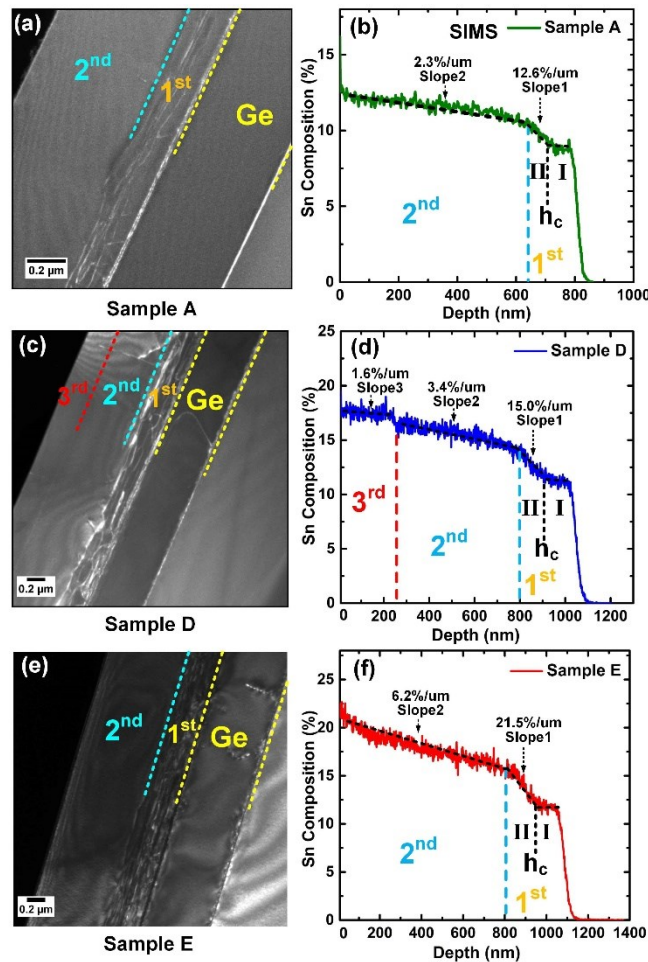 (a)
2nd
1st
Ge
0.2 µm
Sample A
(b)
SIMS
Sample A
2.3%/um
Slope2
12.6%/um
Slope1
II
I
2nd
hc
1st
15
10
5
0
Sn Composition (%)
0
200
400
600
800
1000
Depth (nm)
(c)
3rd
2nd
1st
Ge
0.2 µm
Sample D
(d)
Sample D
1.6%/um
Slope3
3.4%/um
Slope2
15.0%/um
Slope1
II
I
3rd
2nd
hc
1st
25
20
15
10
5
0
Sn Composition (%)
0
200
400
600
800
1000
1200
Depth (nm)
(e)
2nd
1st
Ge
0.2 µm
Sample E
(f)
Sample E
6.2%/um
Slope2
21.5%/um
Slope1
II
I
2nd
hc
1st
25
20
15
10
5
0
Sn Composition (%)
0
200
400
600
800
1000
1200
1400
Depth (nm)